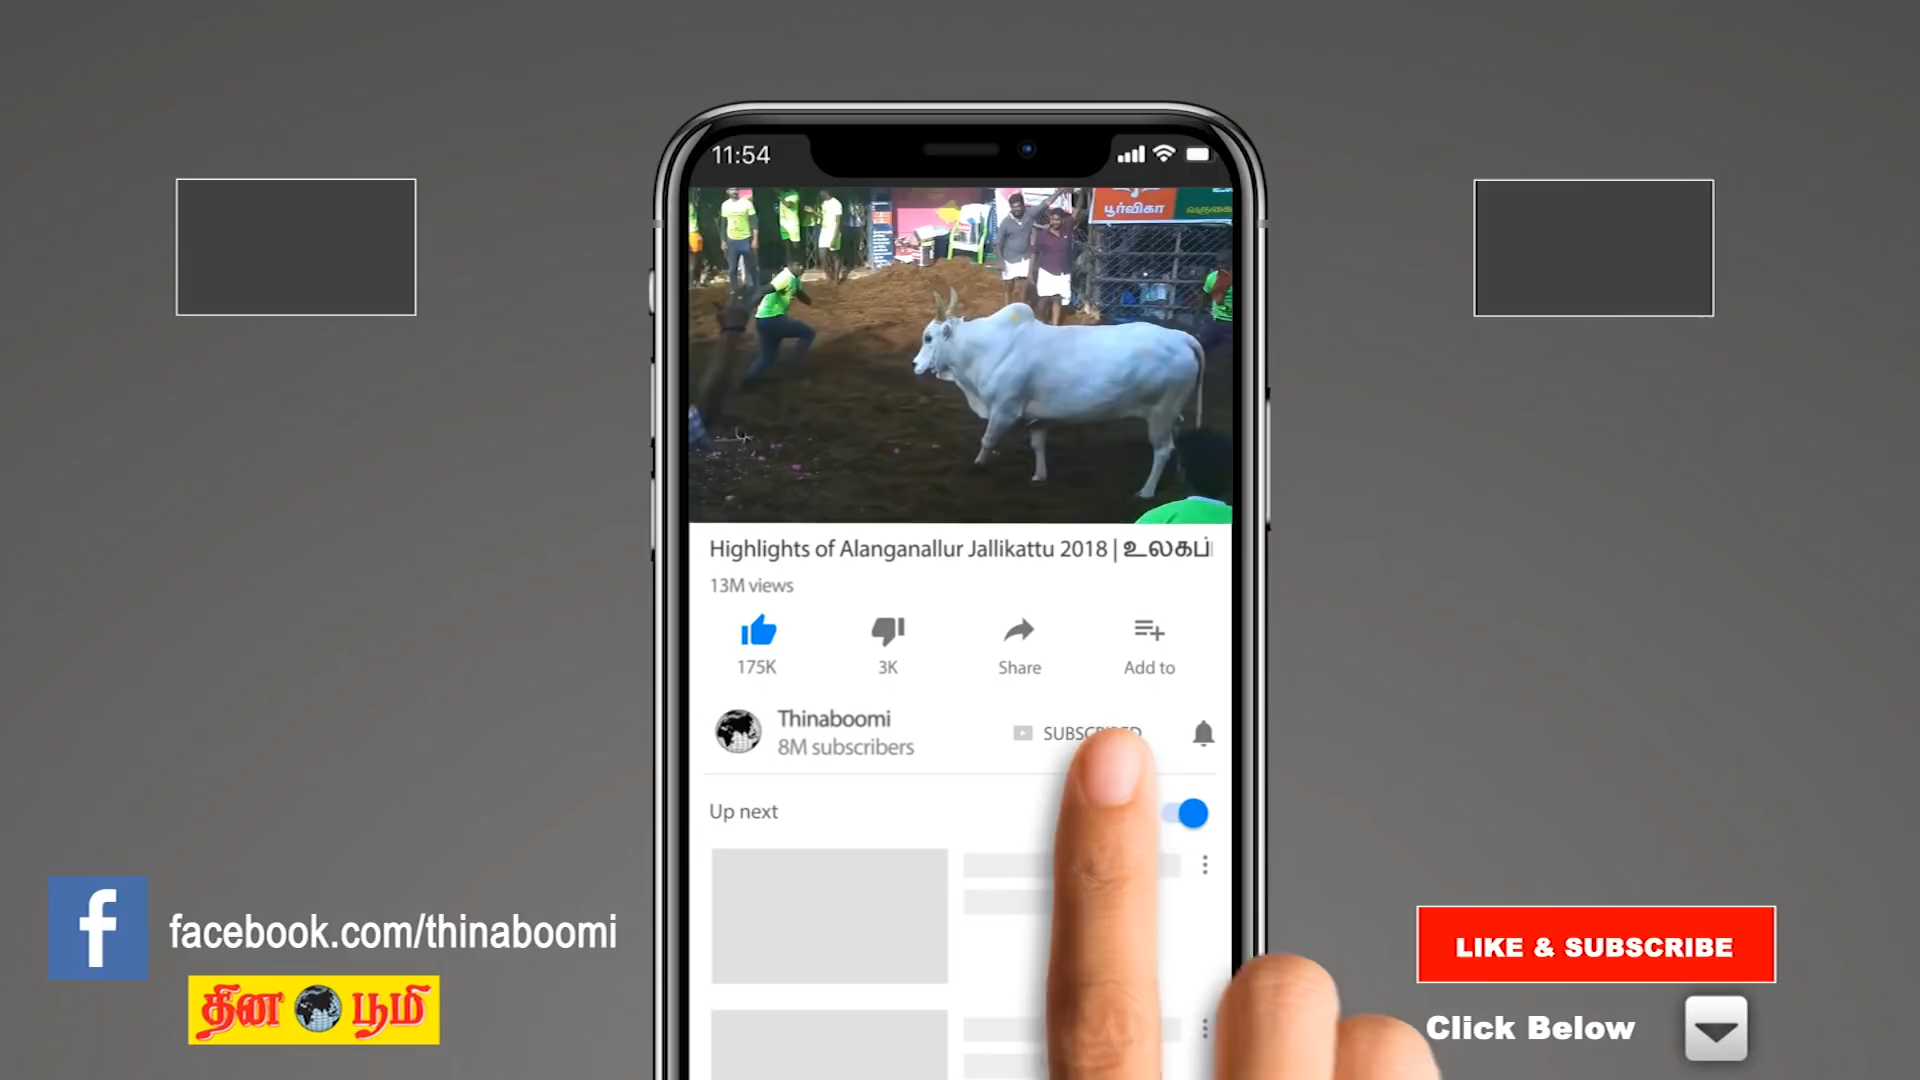 11:54
பூர்விகா
Highlights of Alanganallur Jallikattu 2018 | உலகப்
13M views
175K
3K
Share
Add to
Thinaboomi
8M subscribers
SUBSCRIBED
Up next
facebook.com/thinaboomi
தின பூமி
LIKE & SUBSCRIBE
Click Below